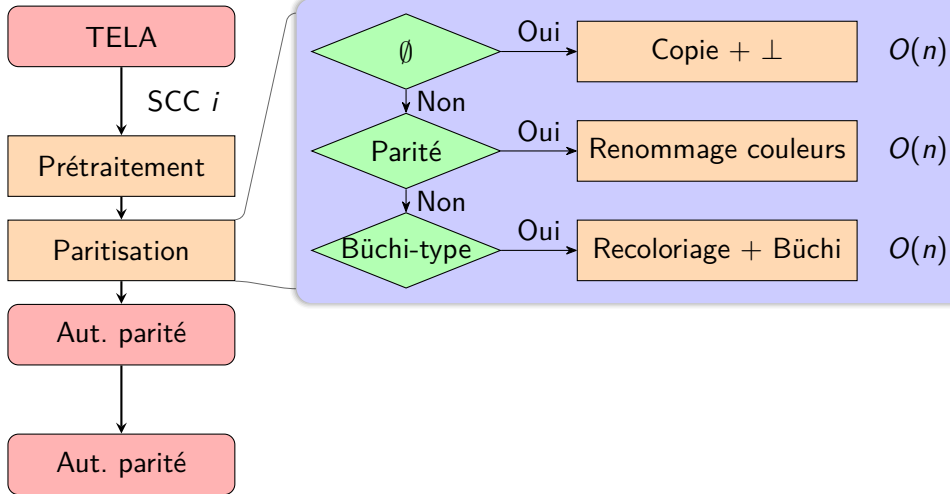 TELA
SCC i
Prétraitement
Paritisation
Aut. parité
Aut. parité
∅
Oui
Copie + ⊥
O(n)
Non
Parité
Oui
Renommage couleurs
O(n)
Non
Büchi-type
Oui
Recoloriage + Büchi
O(n)